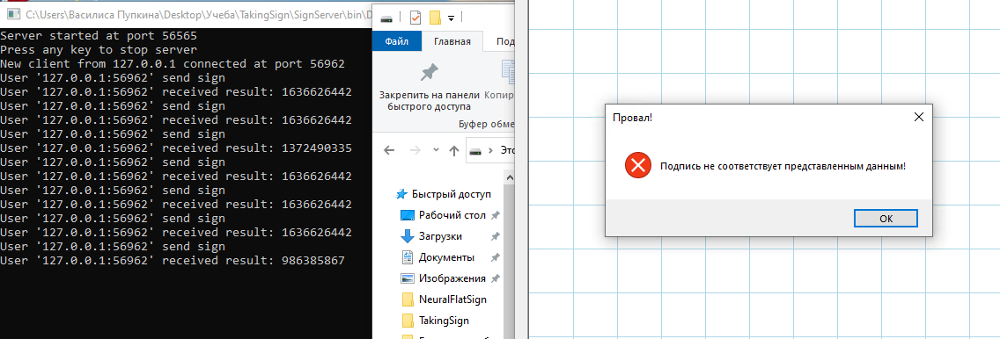 C:\Users\Василиса Пупкина\Desktop\Учеба\TakingSign\SignServer\bin\D
Server started at port 56565
Press any key to stop server
New client from 127.0.0.1 connected at port 56962
User '127.0.0.1:56962' send sign
User '127.0.0.1:56962' received result: 1636626442
User '127.0.0.1:56962' send sign
User '127.0.0.1:56962' received result: 1636626442
User '127.0.0.1:56962' send sign
User '127.0.0.1:56962' received result: 1372490335
User '127.0.0.1:56962' send sign
User '127.0.0.1:56962' received result: 1636626442
User '127.0.0.1:56962' send sign
User '127.0.0.1:56962' received result: 1636626442
User '127.0.0.1:56962' send sign
User '127.0.0.1:56962' received result: 1636626442
User '127.0.0.1:56962' send sign
User '127.0.0.1:56962' received result: 986385867
Файл Главная Под
Закрепить на панели
быстрого доступа
Копир
Буфер обме
Это
Быстрый доступ
Рабочий стол
Загрузки
Документы
Изображения
NeuralFlatSign
TakingSign
Провал!
Подпись не соответствует представленным данным!
OK